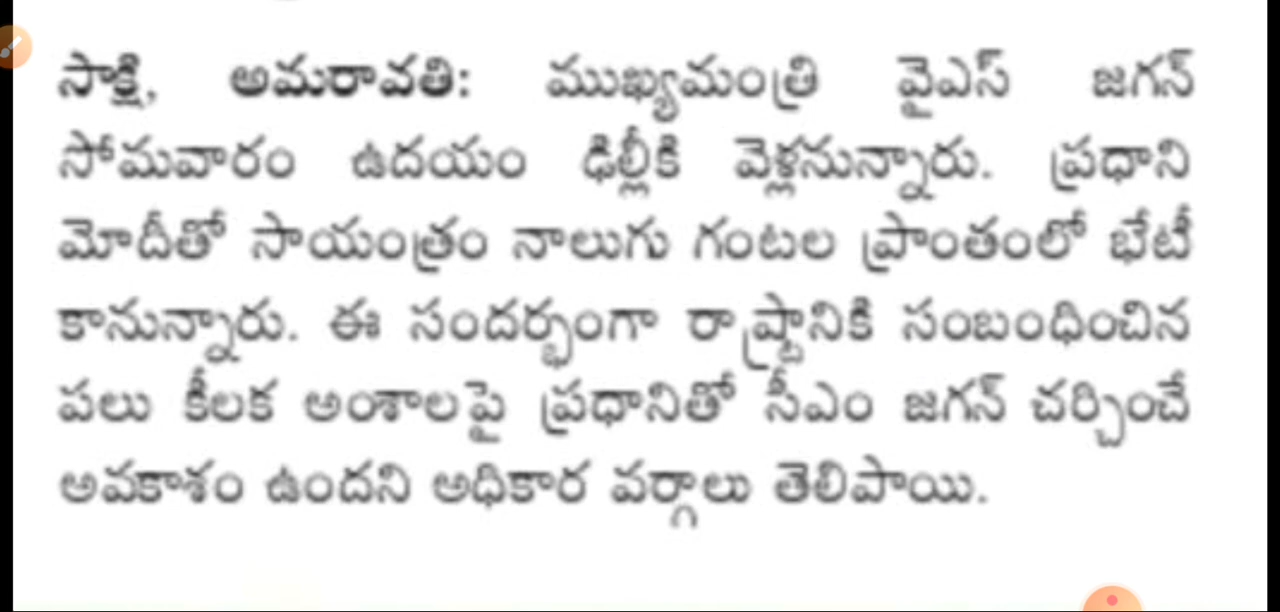 సాక్షి, అమరావతి: ముఖ్యమంత్రి వైఎస్ జగన్
సోమవారం ఉదయం ఢిల్లీకి వెళ్లనున్నారు. ప్రధాని
మోదీతో సాయంత్రం నాలుగు గంటల ప్రాంతంలో భేటీ
కానున్నారు. ఈ సందర్భంగా రాష్ట్రానికి సంబంధించిన
పలు కీలక అంశాలపై ప్రధానితో సీఎం జగన్ చర్చించే
అవకాశం ఉందని అధికార వర్గాలు తెలిపాయి.